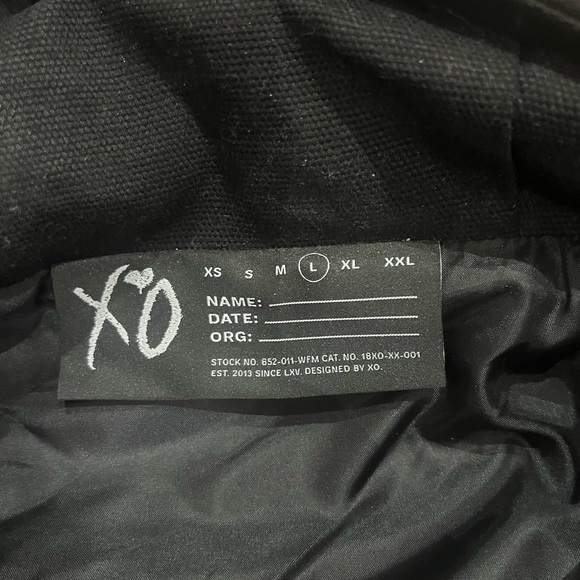 XO
XS S M L XL XXL
NAME:
DATE:
ORG:
STOCK NO. 652-011-WFM CAT. NO. 18XO-XX-001
EST. 2013 SINCE LXV. DESIGNED BY XO.